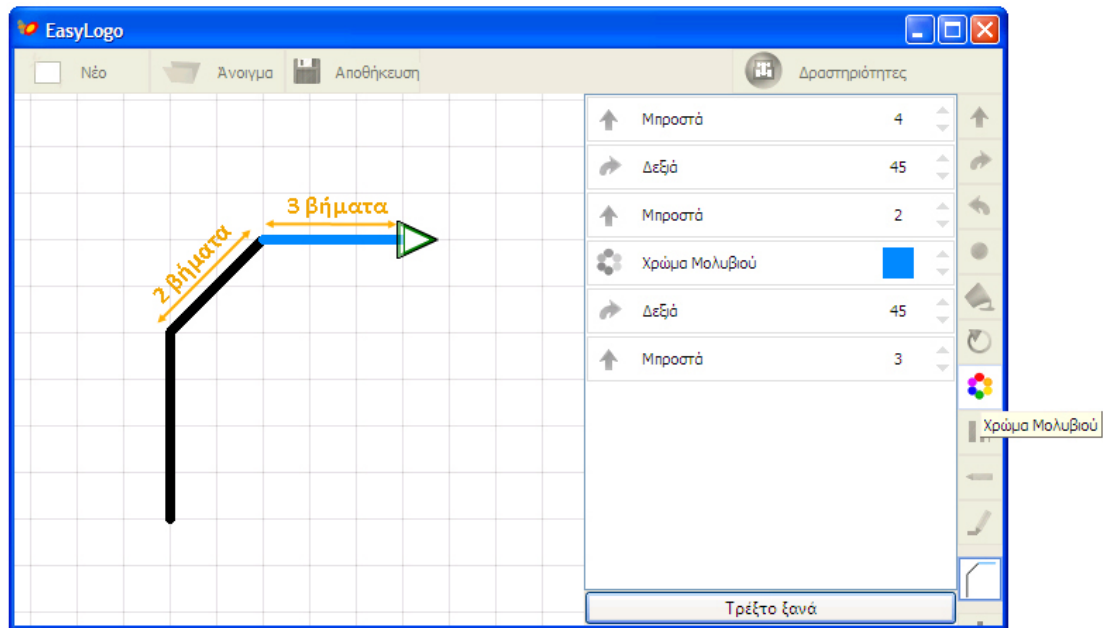 EasyLogo
Νέο Άνοιγμα Αποθήκευση Δραστηριότητες
Μπροστά 4
Δεξιά 45
Μπροστά 2
Χρώμα Μολυβιού
Δεξιά 45
Μπροστά 3
3 βήματα
2 βήματα
Χρώμα Μολυβιού
Τρέξτο ξανά